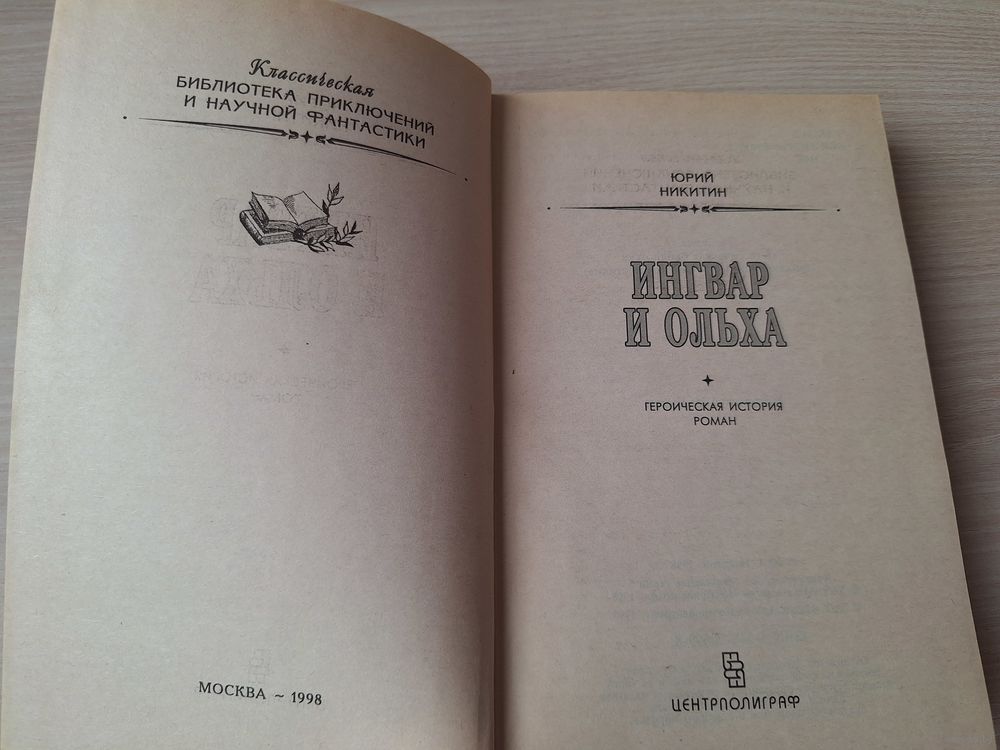 Классическая
БИБЛИОТЕКА ПРИКЛЮЧЕНИЙ
И НАУЧНОЙ ФАНТАСТИКИ
МОСКВА ~ 1998
ЮРИЙ
НИКИТИН
ИНГВАР
И ОЛЬХА
ГЕРОИЧЕСКАЯ ИСТОРИЯ
РОМАН
ЦЕНТРПОЛИГРАФ